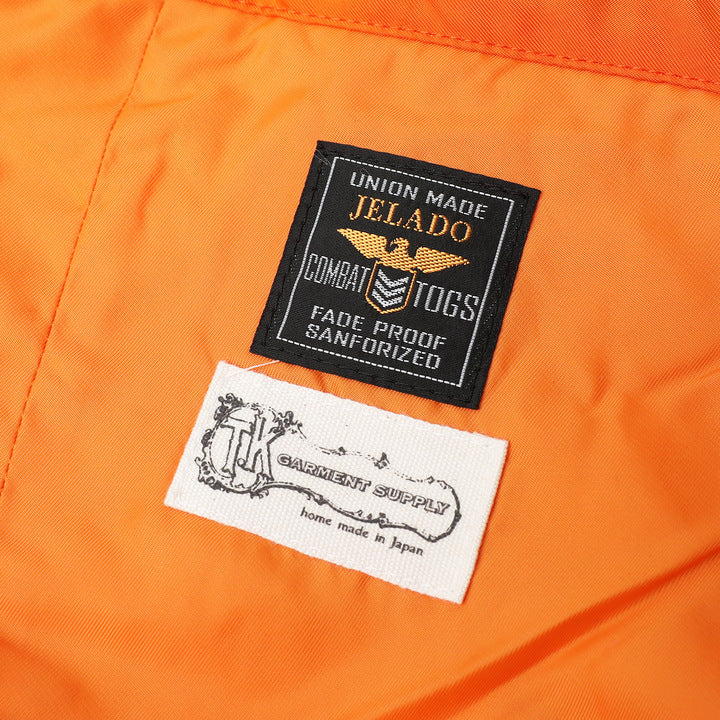 UNION MADE
JELADO
COMBAT TOGS
FADE PROOF
SANFORIZED
T.K
GARMENT SUPPLY
home made in Japan